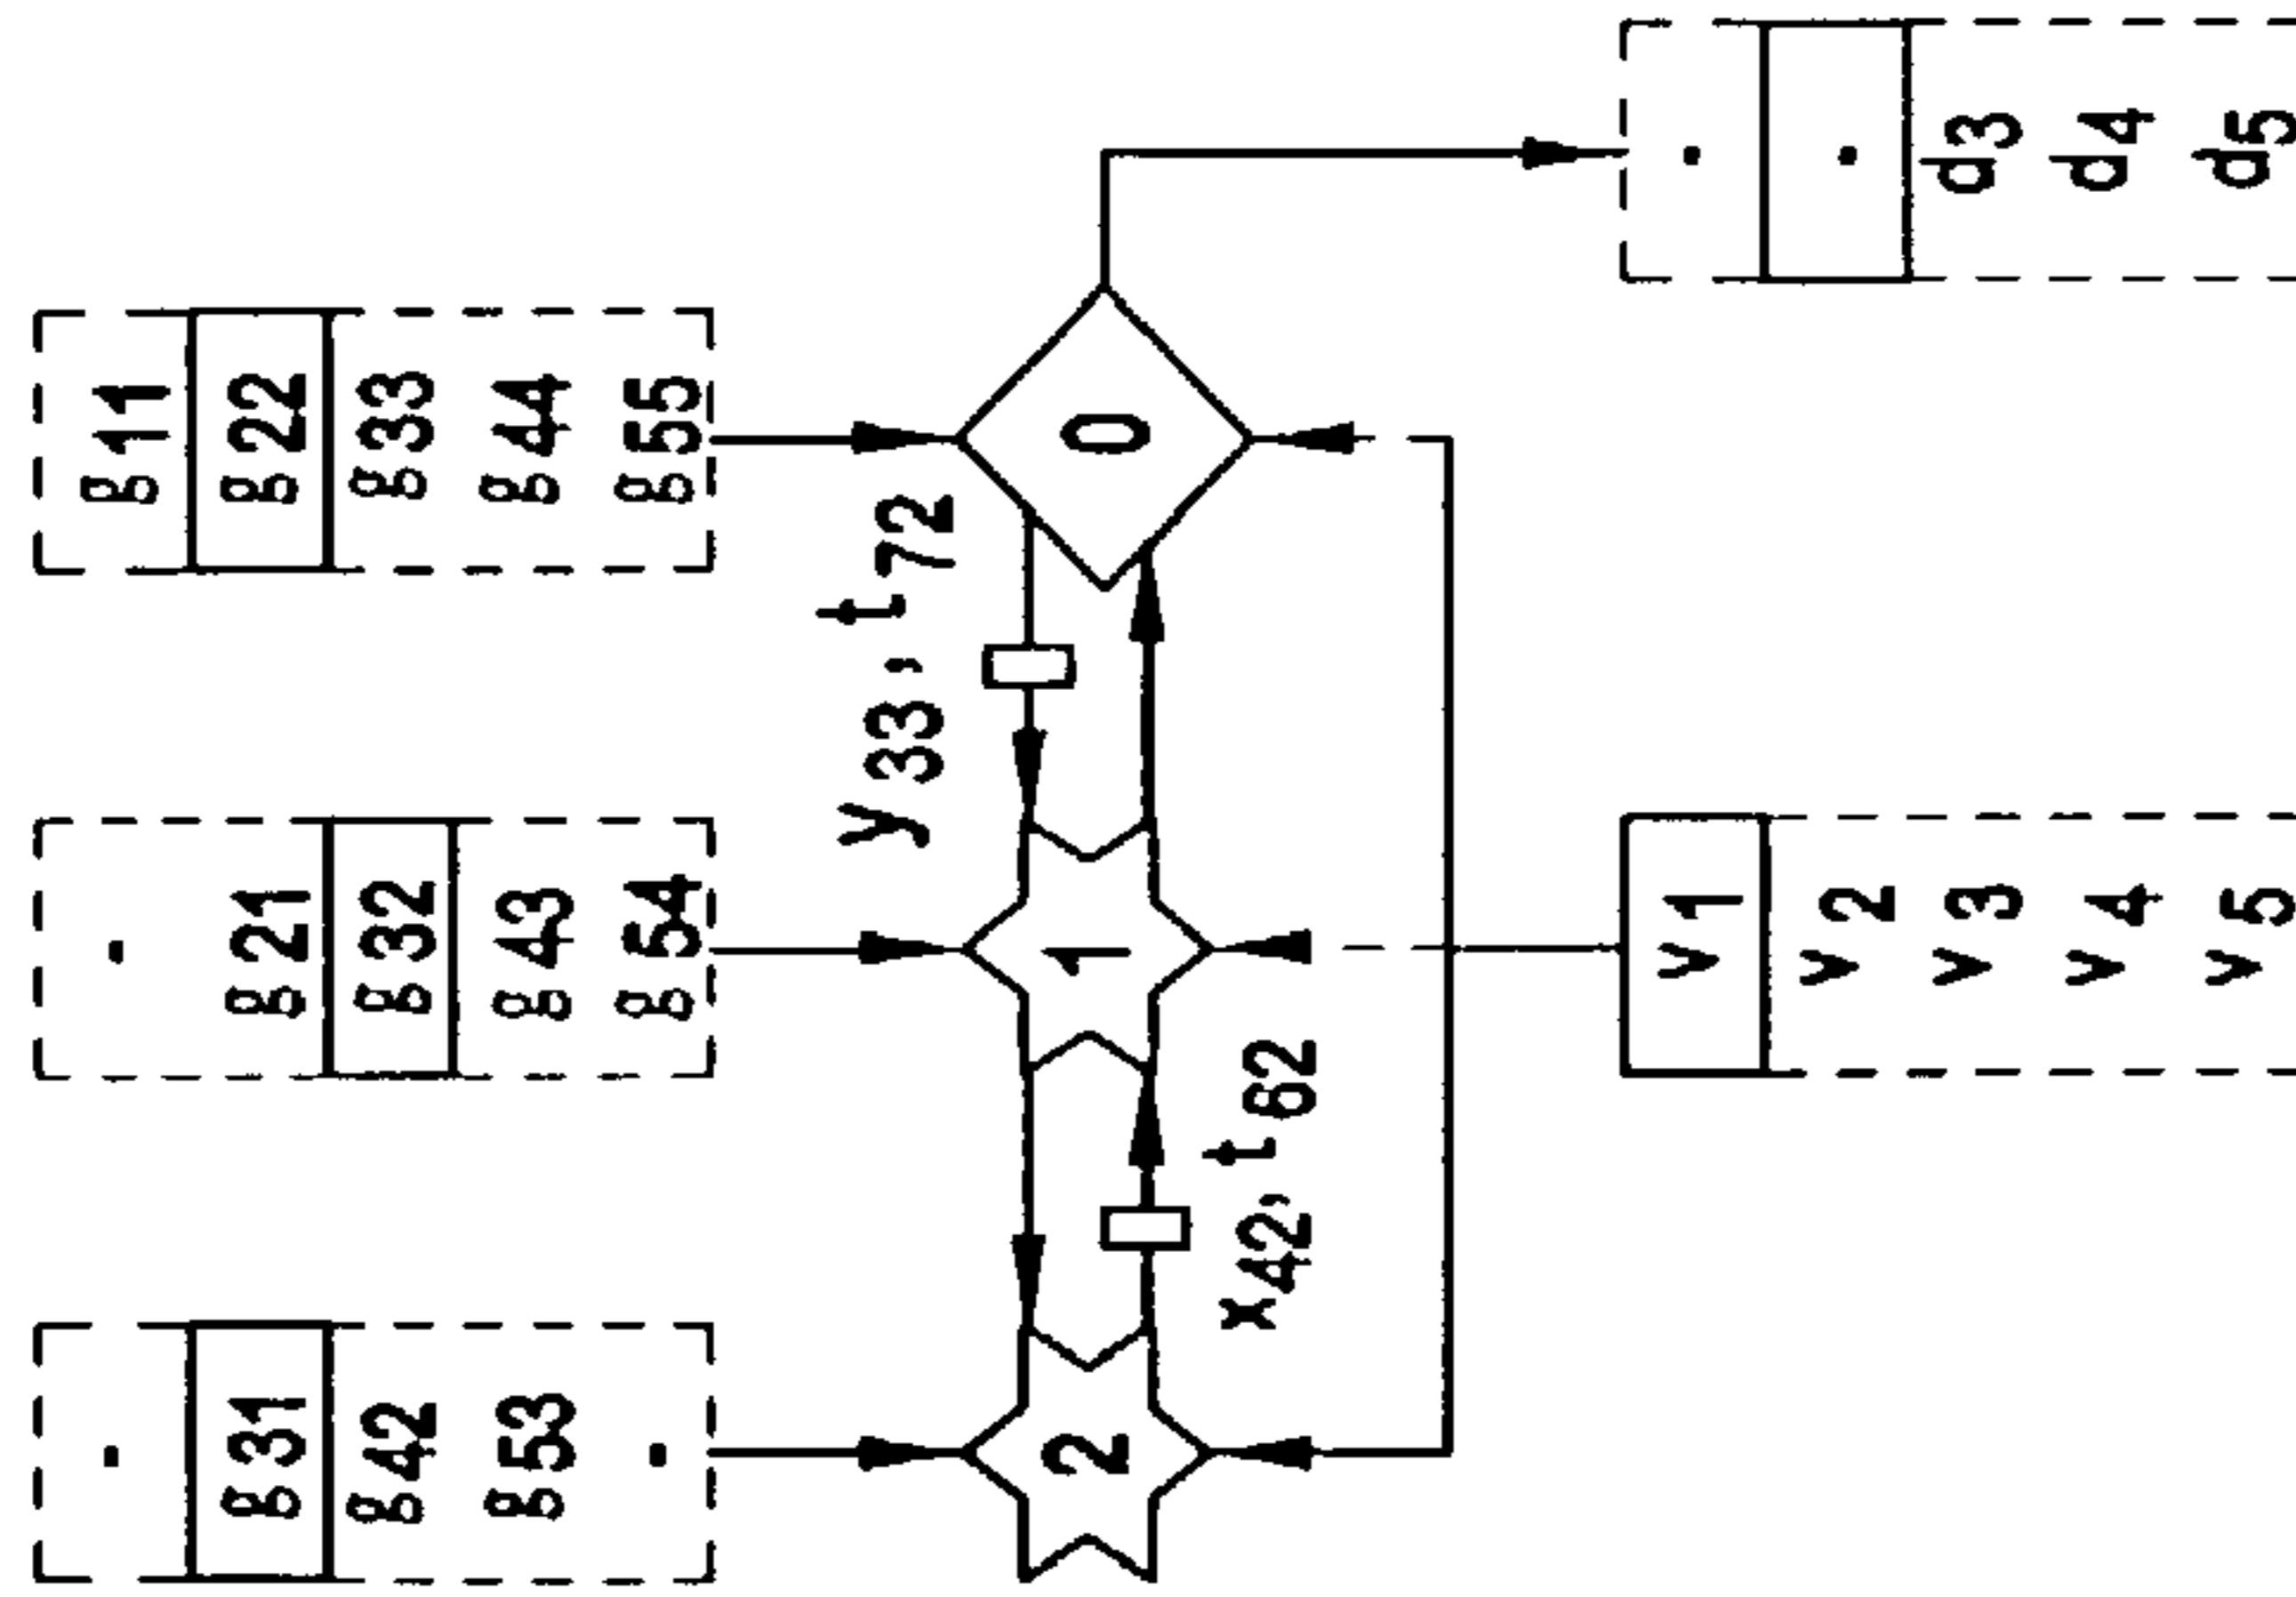 .
g31
g42
g53
.
.
g21
g32
g43
g54
g11
g22
g33
g44
g55
y33, t72
2
1
0
x42, t62
v1
v2
v3
v4
v5
.
.
d3
d4
d5